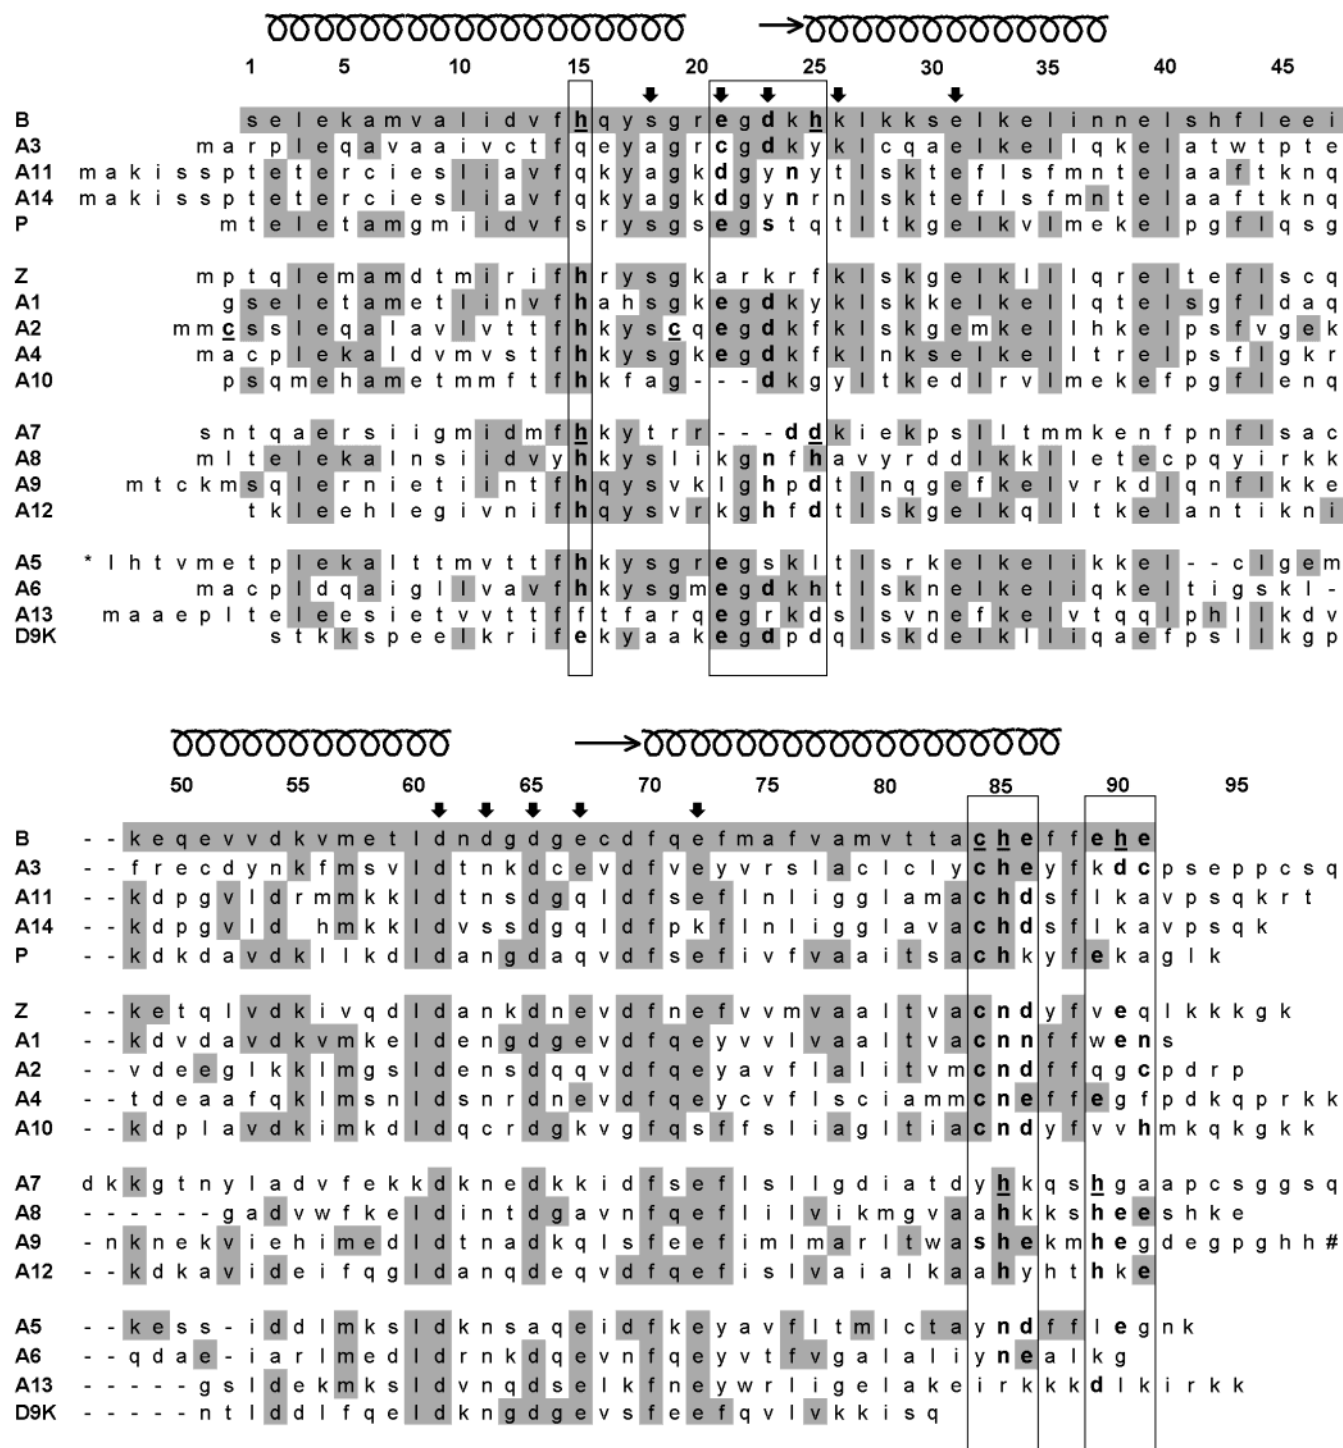 1 5 10 15 20 25 30 35 40 45
B s e l e k a m v a l i d v f h q y s g r e g d k h k l k k s e l k e l i n n e l s h f l e e i
A3 m a r p l e q a v a a i v c t f q e y a g r c g d k y k l c q a e l k e l l q k e l a t w t p t e
A11 m a k i s s p t e t e r c i e s l i a v f q k y a g k d g y n y t l s k t e f l s f m n t e l a a f t k n q
A14 m a k i s s p t e t e r c i e s l i a v f q k y a g k d g y n r n l s k t e f l s f m n t e l a a f t k n q
P m t e l e t a m g m i i d v f s r y s g s e g s t q t l t k g e l k v l m e k e l p g f l q s g
Z m p t q l e m a m d t m i r i f h r y s g k a r k r f k l s k g e l k l l l q r e l t e f l s c q
A1 g s e l e t a m e t l i n v f h a h s g k e g d k y k l s k k e l k e l l q t e l s g f l d a q
A2 m m c s s l e q a l a v l v t t f h k y s c q e g d k f k l s k g e m k e l l h k e l p s f v g e k
A4 m a c p l e k a l d v m v s t f h k y s g k e g d k f k l n k s e l k e l l t r e l p s f l g k r
A10 p s q m e h a m e t m m f t f h k f a g - - - d k g y l t k e d l r v l m e k e f p g f l e n q
A7 s n t q a e r s i i g m i d m f h k y t r r - - - d d k i e k p s l l t m m k e n f p n f l s a c
A8 m l t e l e k a l n s i i d v y h k y s l i k g n f h a v y r d d l k k l l e t e c p q y i r k k
A9 m t c k m s q l e r n i e t i i n t f h q y s v k l g h p d t l n q g e f k e l v r k d l q n f l k k e
A12 t k l e e h l e g i v n i f h q y s v r k g h f d t l s k g e l k q l l t k e l a n t i k n i
A5 * l h t v m e t p l e k a l t t m v t t f h k y s g r e g s k l t l s r k e l k e l i k k e l - - c l g e m
A6 m a c p l d q a i g l l v a v f h k y s g m e g d k h t l s k n e l k e l i q k e l t i g s k l -
A13 m a a e p l t e l e e s i e t v v t t f f t f a r q e g r k d s l s v n e f k e l v t q q l p h l l k d v
D9K s t k k s p e e l k r i f e k y a a k e g d p d q l s k d e l k l l i q a e f p s l l k g p
50 55 60 65 70 75 80 85 90 95
B - - k e q e v v d k v m e t l d n d g d g e c d f q e f m a f v a m v t t a c h e f f e h e
A3 - - f r e c d y n k f m s v l d t n k d c e v d f v e y v r s l a c l c l y c h e y f k d c p s e p p c s q
A11 - - k d p g v l d r m m k k l d t n s d g q l d f s e f l n l i g g l a m a c h d s f l k a v p s q k r t
A14 - - k d p g v l d h m k k l d v s s d g q l d f p k f l n l i g g l a v a c h d s f l k a v p s q k
P - - k d k d a v d k l l k d l d a n g d a q v d f s e f i v f v a a i t s a c h k y f e k a g l k
Z - - k e t q l v d k i v q d l d a n k d n e v d f n e f v v m v a a l t v a c n d y f v e q l k k k g k
A1 - - k d v d a v d k v m k e l d e n g d g e v d f q e y v v l v a a l t v a c n n f f w e n s
A2 - - v d e e g l k k l m g s l d e n s d q q v d f q e y a v f l a l i t v m c n d f f q g c p d r p
A4 - - t d e a a f q k l m s n l d s n r d n e v d f q e y c v f l s c i a m m c n e f f e g f p d k q p r k k
A10 - - k d p l a v d k i m k d l d q c r d g k v g f q s f f s l i a g l t i a c n d y f v v h m k q k g k k
A7 d k k g t n y l a d v f e k k d k n e d k k i d f s e f l s l l g d i a t d y h k q s h g a a p c s g g s q
A8 - - - - - - g a d v w f k e l d i n t d g a v n f q e f l i l v i k m g v a a h k k s h e e s h k e
A9 - n k n e k v i e h i m e d l d t n a d k q l s f e e f i m l m a r l t w a s h e k m h e g d e g p g h h #
A12 - - k d k a v i d e i f q g l d a n q d e q v d f q e f i s l v a i a l k a a h y h t h k e
A5 - - k e s s - i d d l m k s l d k n s a q e i d f k e y a v f l t m l c t a y n d f f l e g n k
A6 - - q d a e - i a r l m e d l d r n k d q e v n f q e y v t f v g a l a l i y n e a l k g
A13 - - - - - g s l d e k m k s l d v n q d s e l k f n e y w r l i g e l a k e i r k k k d l k i r k k
D9K - - - - - n t l d d l f q e l d k n g d g e v s f e e f q v l v k k i s q